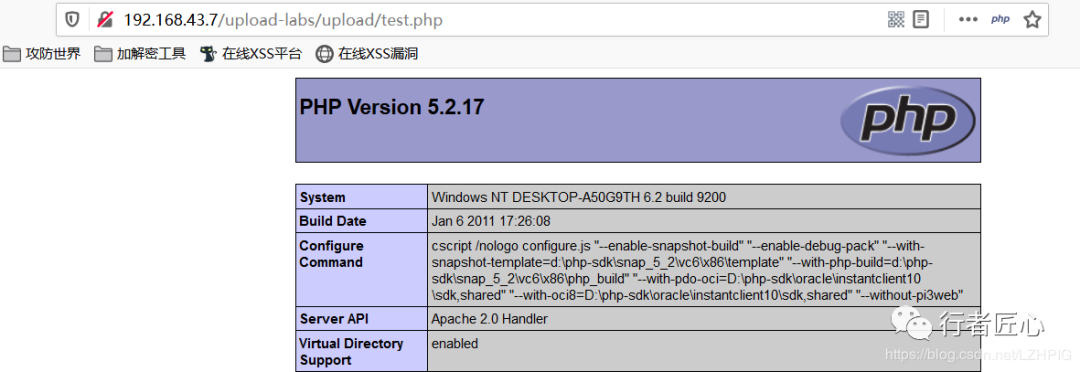 192.168.43.7/upload-labs/upload/test.php
php
攻防世界 加解密工具 在线XSS平台 在线XSS漏洞
PHP Version 5.2.17
php
System Windows NT DESKTOP-A50G9TH 6.2 build 9200
Build Date Jan 6 2011 17:26:08
Configure Command cscript /nologo configure.js "--enable-snapshot-build" "--enable-debug-pack" "--with-
snapshot-template=d:\php-sdk\snap_5_2\vc6\x86\template" "--with-php-build=d:\php-
sdk\snap_5_2\vc6\x86\php_build" "--with-pdo-oci=D:\php-sdk\oracle\instantclient10
\sdk,shared" "--with-oci8=D:\php-sdk\oracle\instantclient10\sdk,shared" "--without-pi3web"
Server API Apache 2.0 Handler
Virtual Directory Support enabled
行者匠心
https://blog.csdn.net/LZHPIG